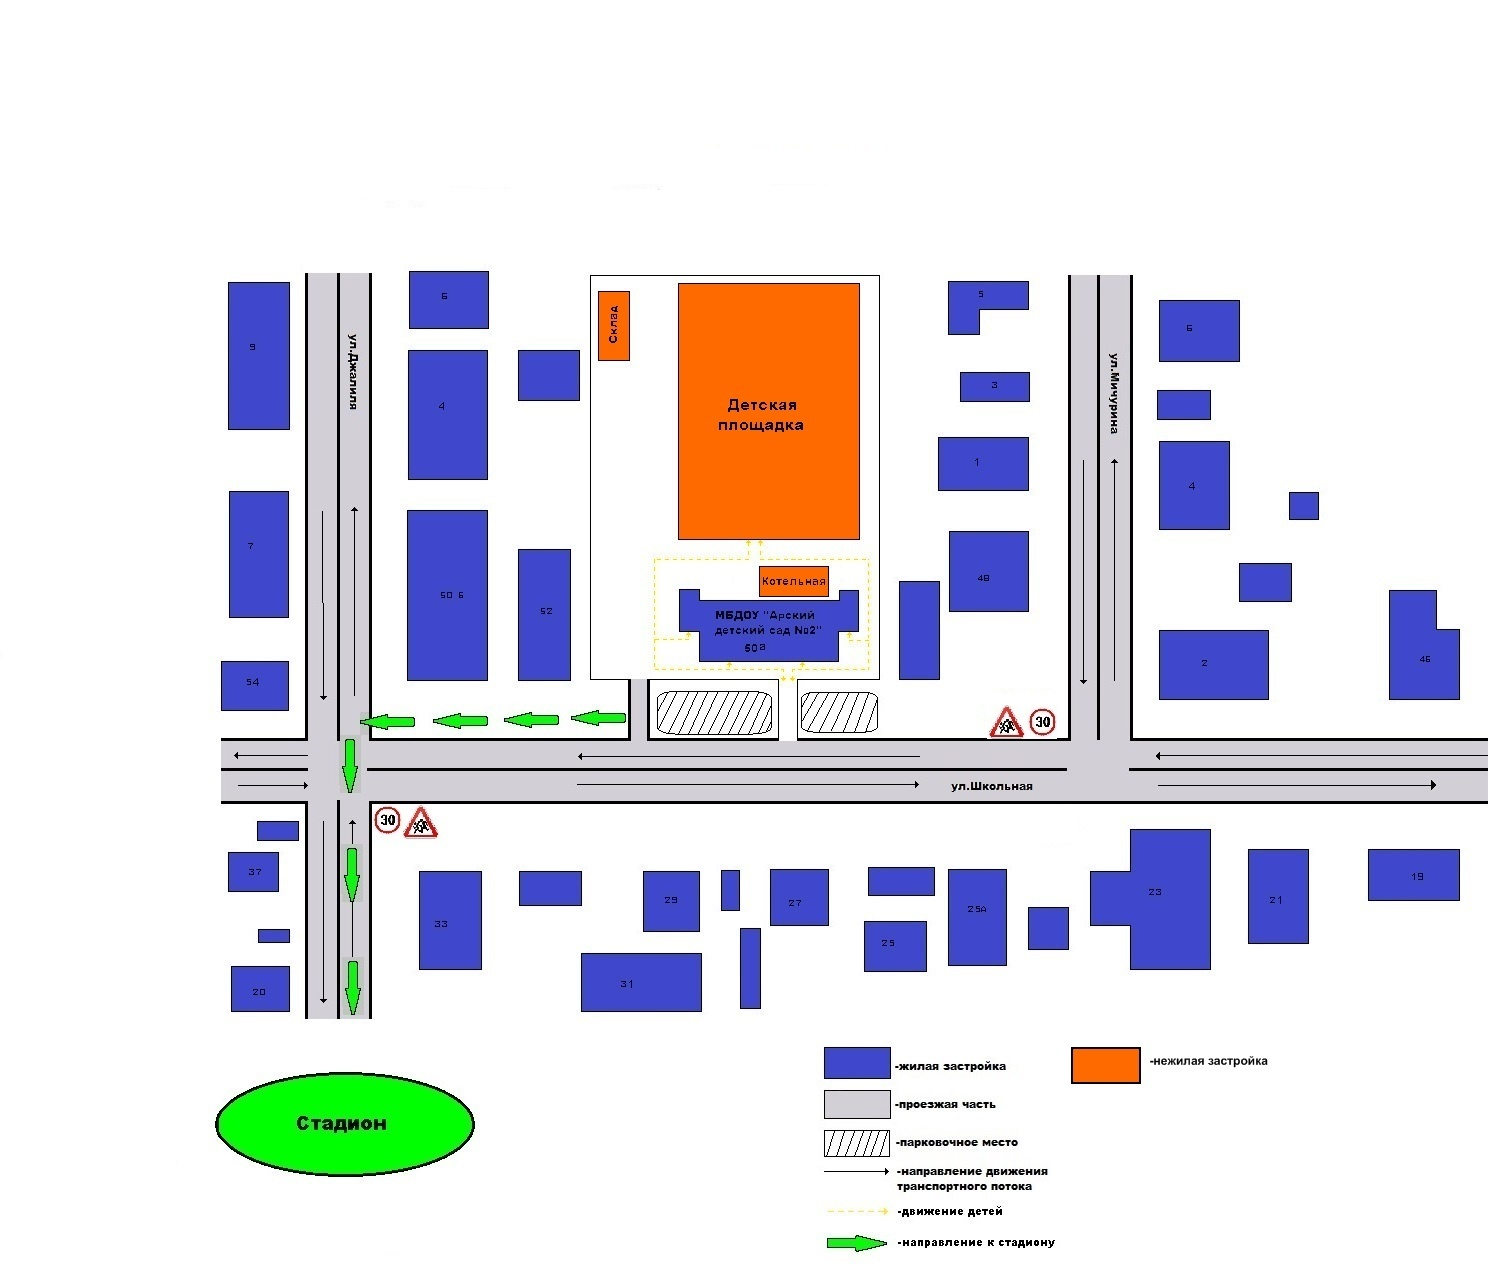 5
6
Склад
6
9
ул.Джалиля
ул.Мичурина
3
4
Детская
площадка
1
4
7
50 Б
52
Котельная
4В
МБДОУ "Арский
детский сад №2"
50В
2
46
54
30
ул.Школьная
30
37
33
29
27
25
25А
23
21
19
20
31
-жилая застройка
-нежилая застройка
-проезжая часть
-парковочное место
-направление движения
транспортного потока
-движение детей
-направление к стадиону
Стадион